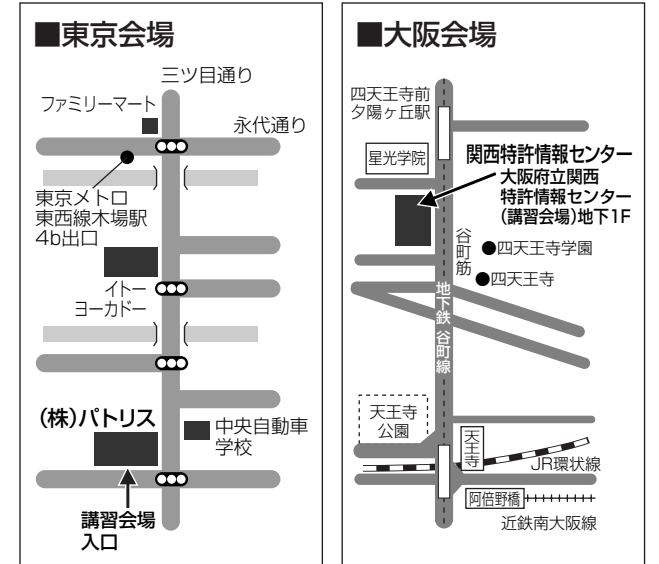 ■東京会場
三ツ目通り
ファミリーマート
永代通り
東京メトロ
東西線木場駅
4b出口
イトー
ヨーカドー
(株)パトリス
中央自動車
学校
講習会場
入口
■大阪会場
四天王寺前
夕陽ヶ丘駅
星光学院
関西特許情報センター
大阪府立関西
特許情報センター
(講習会場)地下1F
谷町筋
●四天王寺学園
●四天王寺
地下鉄 谷町線
天王寺
公園
天王寺
JR環状線
阿倍野橋
近鉄南大阪線